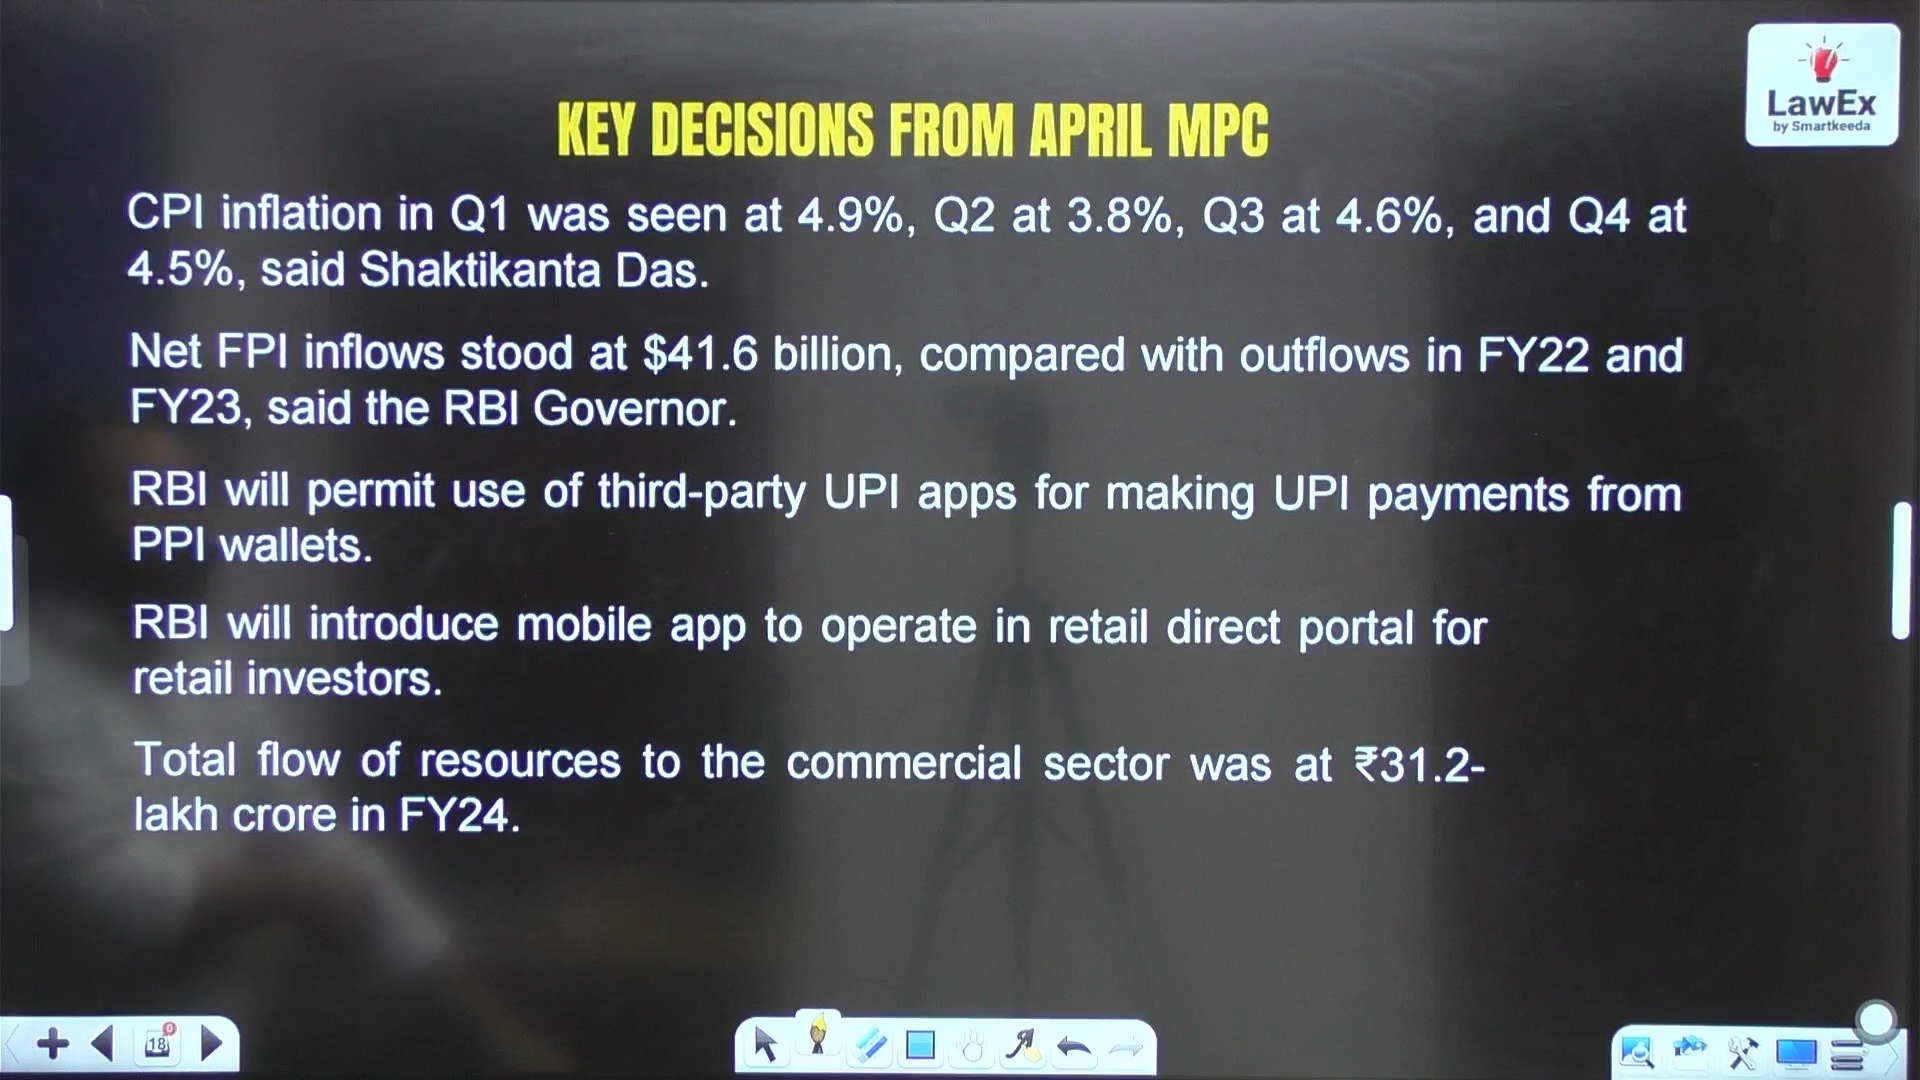 LawEx
by Smartkeeda
KEY DECISIONS FROM APRIL MPC
CPI inflation in Q1 was seen at 4.9%, Q2 at 3.8%, Q3 at 4.6%, and Q4 at
4.5%, said Shaktikanta Das.
Net FPI inflows stood at $41.6 billion, compared with outflows in FY22 and
FY23, said the RBI Governor.
RBI will permit use of third-party UPI apps for making UPI payments from
PPI wallets.
RBI will introduce mobile app to operate in retail direct portal for
retail investors.
Total flow of resources to the commercial sector was at ₹31.2-
lakh crore in FY24.
18
0